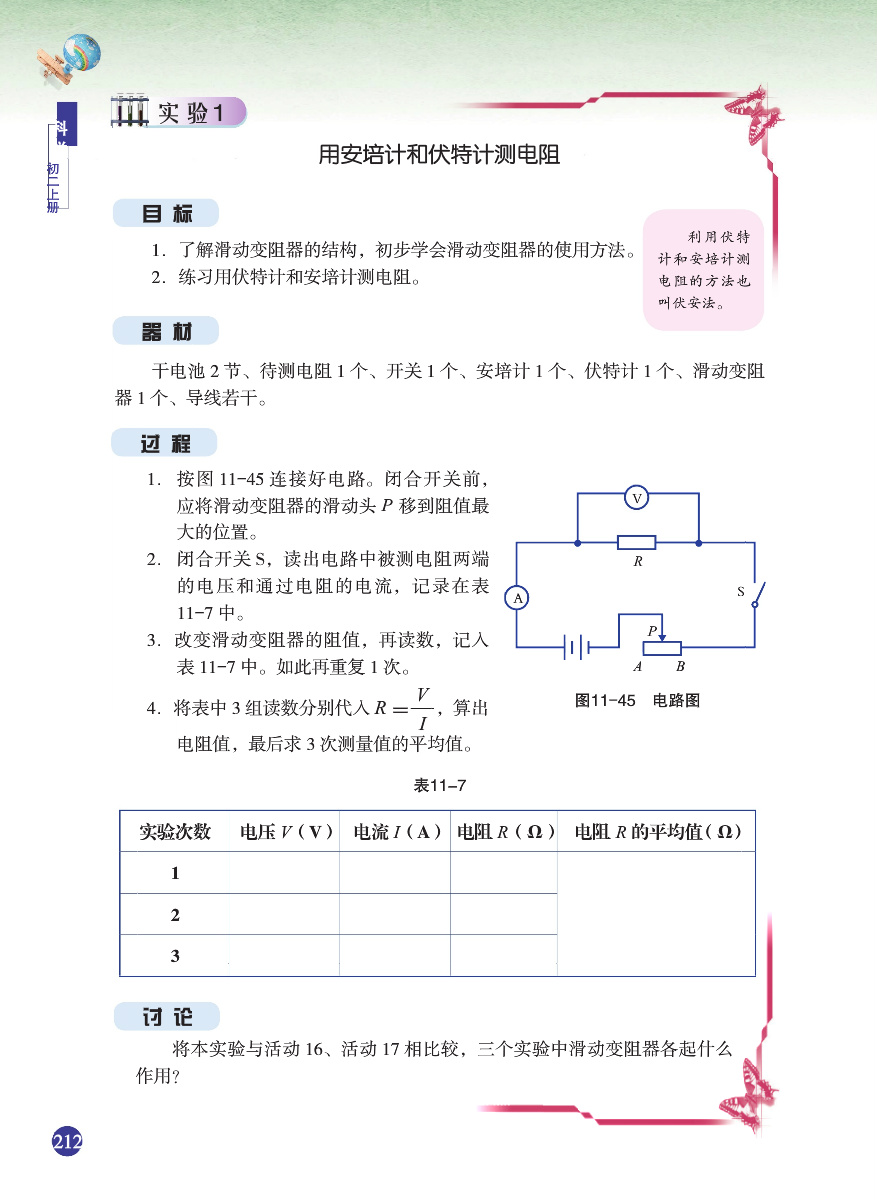 科
初二上册
实验1
用安培计和伏特计测电阻
目标
1. 了解滑动变阻器的结构，初步学会滑动变阻器的使用方法。
2. 练习用伏特计和安培计测电阻。
利用伏特
计和安培计测
电阻的方法也
叫伏安法。
器材
干电池 2 节、待测电阻 1 个、开关 1 个、安培计 1 个、伏特计 1 个、滑动变阻
器 1 个、导线若干。
过程
1. 按图 11-45 连接好电路。闭合开关前，
应将滑动变阻器的滑动头 P 移到阻值最
大的位置。
2. 闭合开关 S，读出电路中被测电阻两端
的电压和通过电阻的电流，记录在表
11-7 中。
3. 改变滑动变阻器的阻值，再读数，记入
表 11-7 中。如此再重复 1 次。
4. 将表中 3 组读数分别代入 R = V/I，算出
电阻值，最后求 3 次测量值的平均值。
V
R
A
S
P
A B
图11-45 电路图
表11-7
实验次数 电压 V（V） 电流 I（A） 电阻 R（Ω） 电阻 R 的平均值（Ω）
1
2
3
讨论
将本实验与活动 16、活动 17 相比较，三个实验中滑动变阻器各起什么
作用？
212